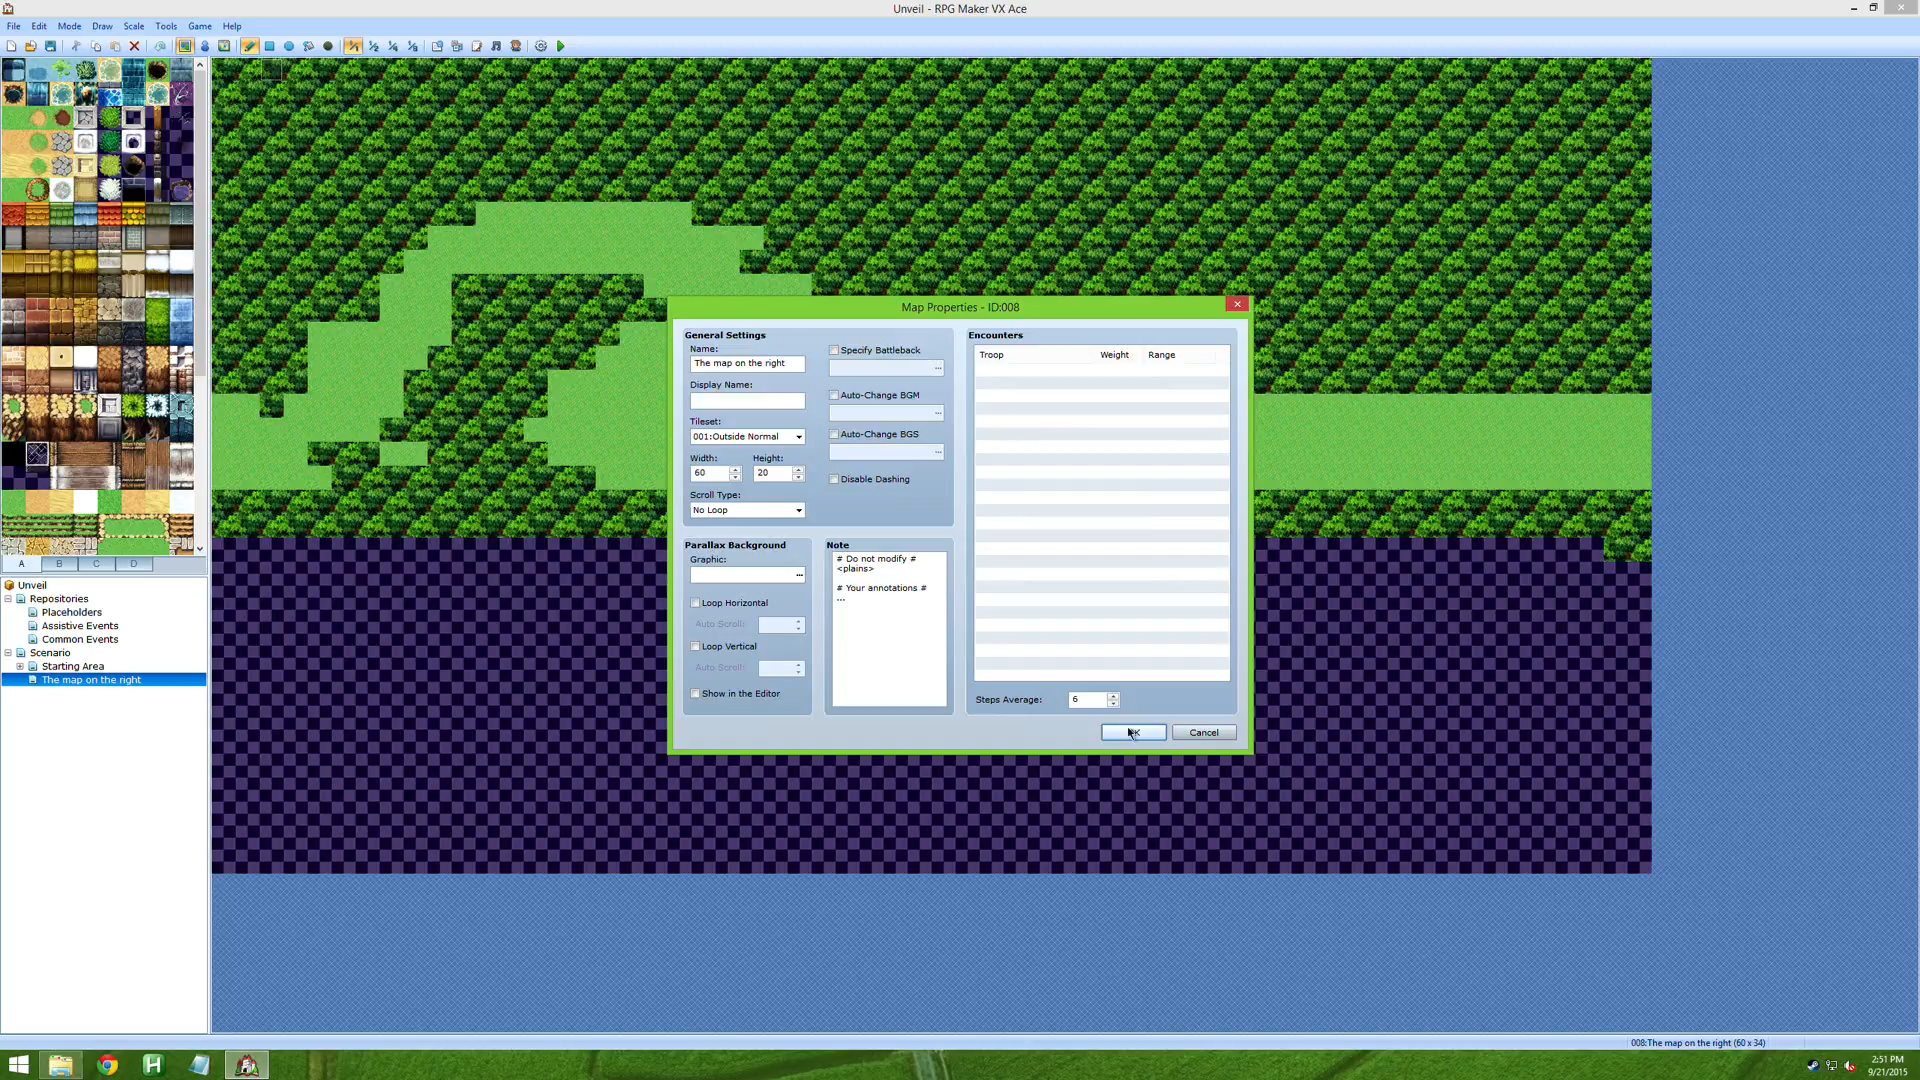 Unveil - RPG Maker VX Ace
File Edit Mode Draw Scale Tools Game Help
Map Properties - ID:008
General Settings
Name:
The map on the right
Display Name:
Tileset:
001:Outside Normal
Width: Height:
60 20
Scroll Type:
No Loop
Specify Battleback
Auto-Change BGM
Auto-Change BGS
Disable Dashing
Encounters
Troop Weight Range
Steps Average: 6
Parallax Background
Graphic:
Loop Horizontal
Auto Scroll:
Loop Vertical
Auto Scroll:
Show in the Editor
Note
# Do not modify #
<plains>
# Your annotations #
...
Cancel
A B C D
Unveil
Repositories
Placeholders
Assistive Events
Common Events
Scenario
Starting Area
The map on the right
008:The map on the right (60 x 34)
2:51 PM
9/21/2015